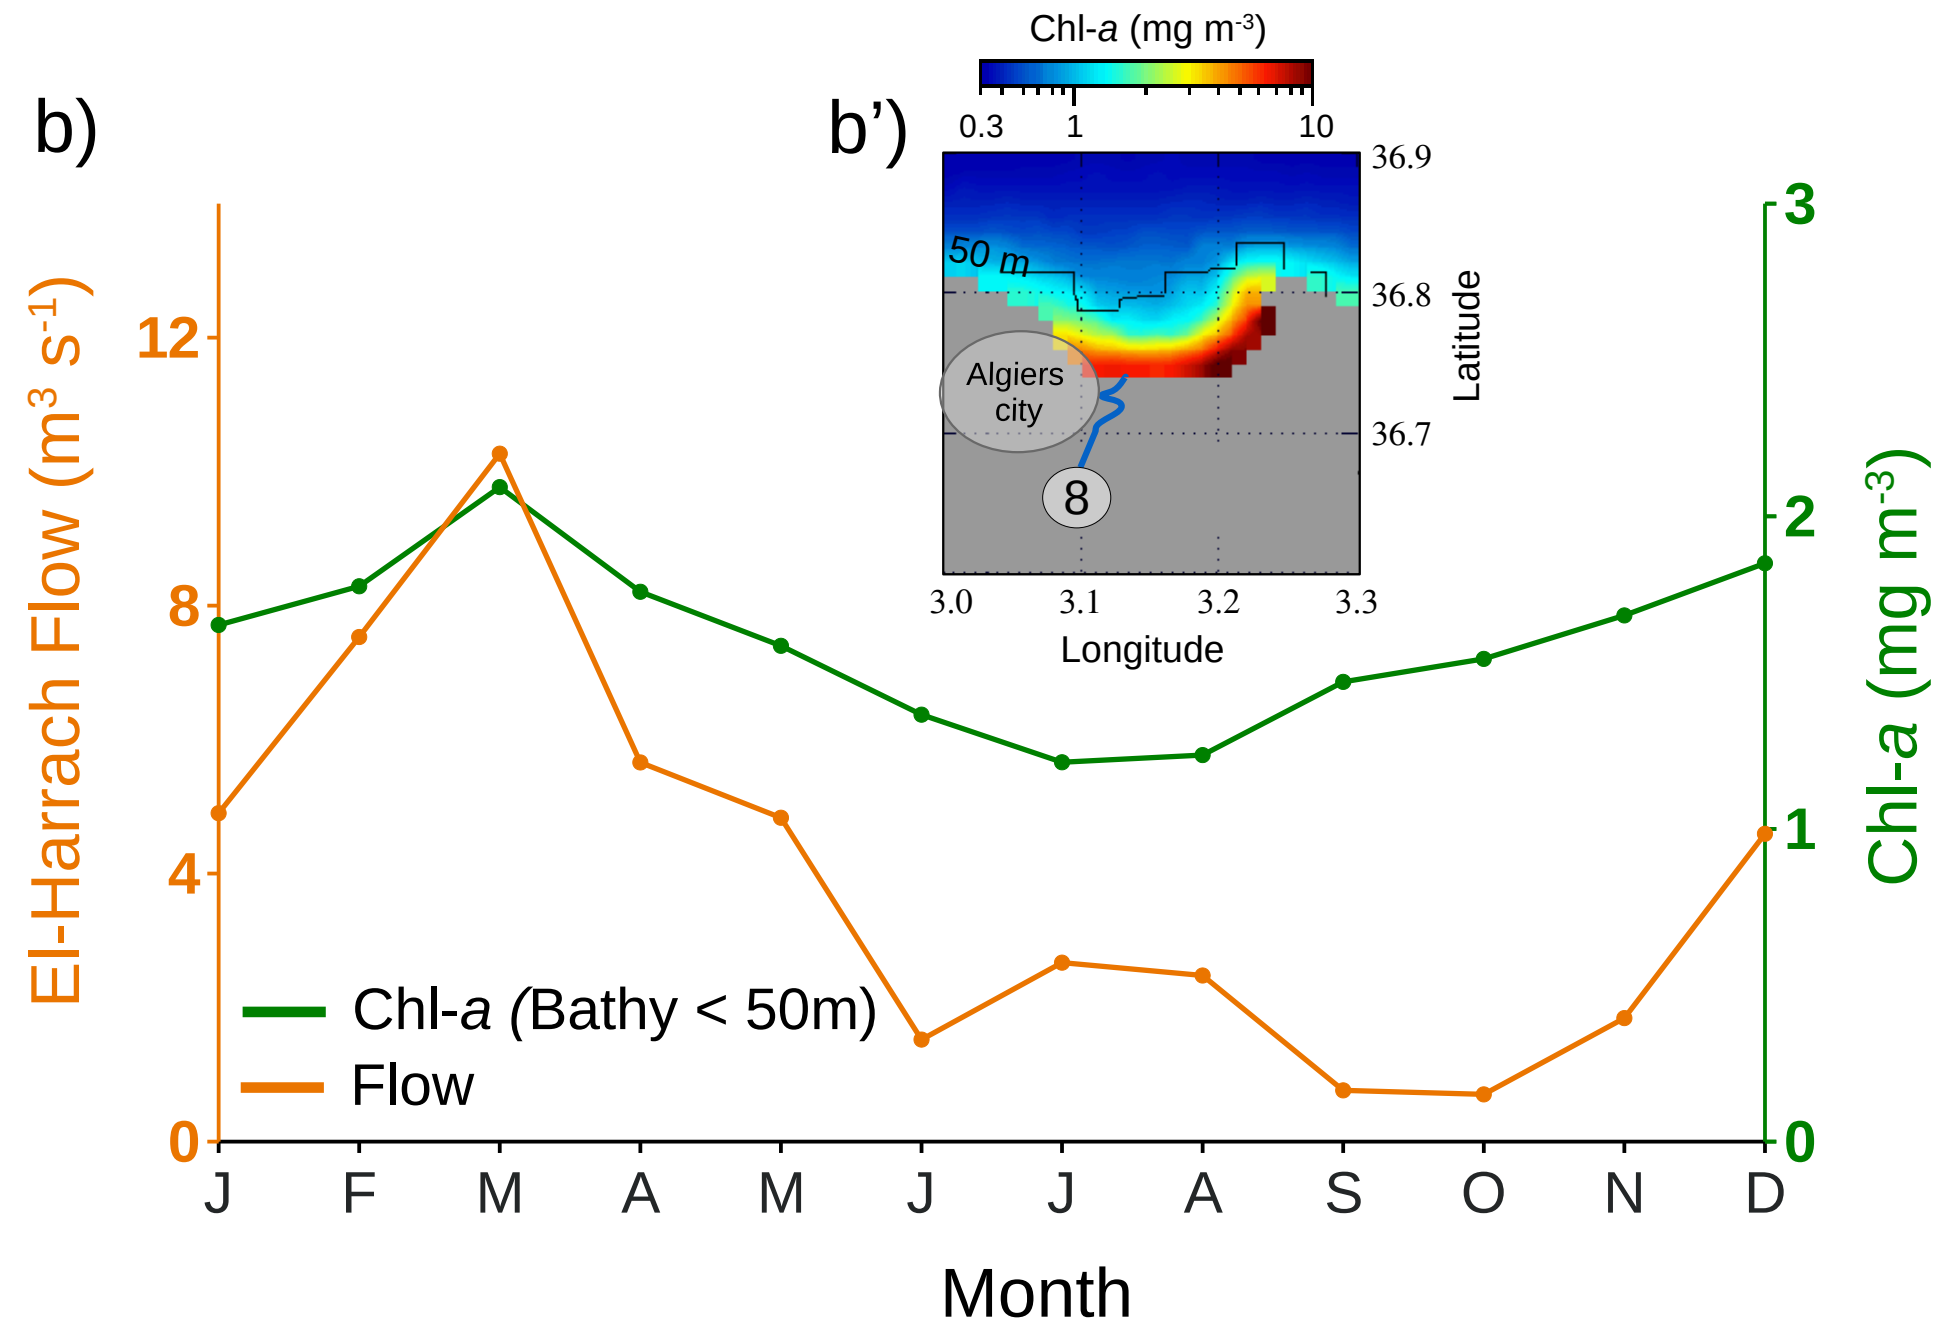 Chl-a (mg m-3)
0.3 1 10
b)
b’)
36.9
36.8
36.7
Latitude
50 m
Algiers
city
8
3.0 3.1 3.2 3.3
Longitude
El-Harrach Flow (m3 s-1)
12
8
4
0
3
2
1
0
Chl-a (mg m-3)
Chl-a (Bathy < 50m)
Flow
J F M A M J J A S O N D
Month